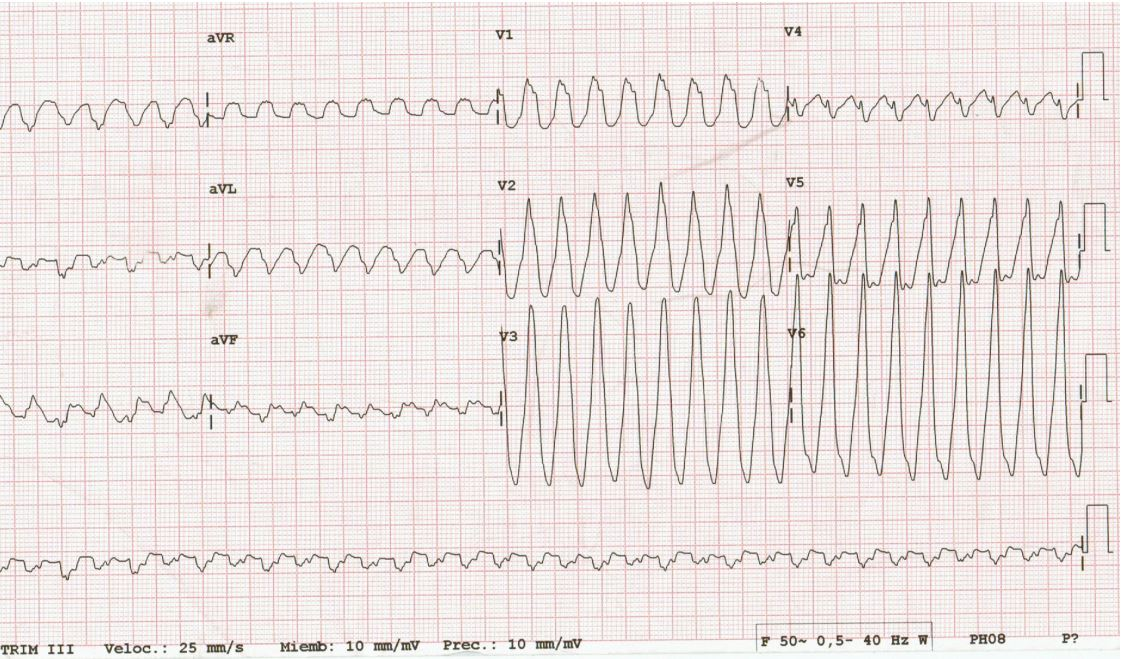 aVR V1 V4
aVL V2 V5
aVF V3 V6
TRIM III Veloc.: 25 mm/s Miemb: 10 mm/mV Prec.: 10 mm/mV F 50~ 0,5- 40 Hz W PH08 P?